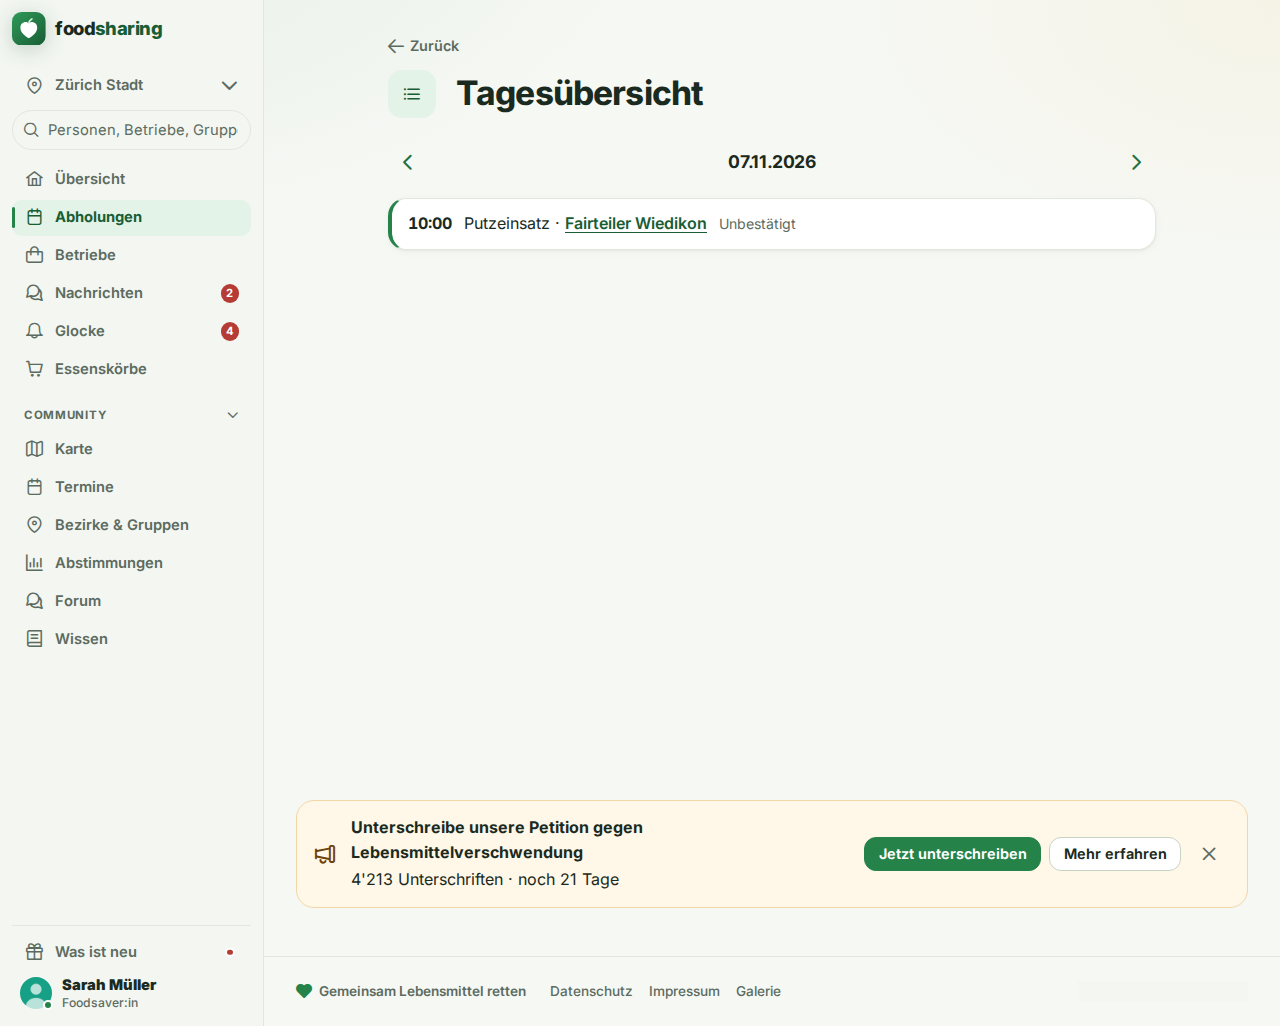 foodsharing
Zürich Stadt
Personen, Betriebe, Grupp
Übersicht
Abholungen
Betriebe
Nachrichten 2
Glocke 4
Essenskörbe
COMMUNITY
Karte
Termine
Bezirke & Gruppen
Abstimmungen
Forum
Wissen
Was ist neu
Sarah Müller
Foodsaver:in
Zurück
Tagesübersicht
07.11.2026
10:00 Putzeinsatz · Fairteiler Wiedikon Unbestätigt
Unterschreibe unsere Petition gegen
Lebensmittelverschwendung
4'213 Unterschriften · noch 21 Tage
Jetzt unterschreiben
Mehr erfahren
Gemeinsam Lebensmittel retten Datenschutz Impressum Galerie